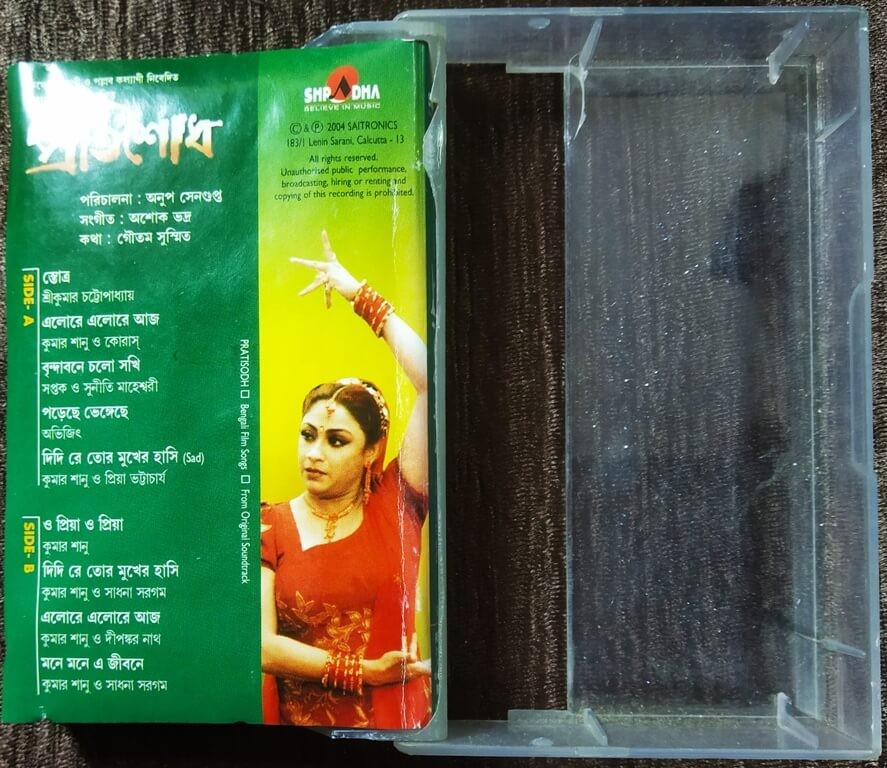 ও পল্লব কল্যাণী নিবেদিত
প্রতিশোধ
পরিচালনা : অনুপ সেনগুপ্ত
সংগীত : অশোক ভদ্র
কথা : গৌতম সুস্মিত
SIDE- A
স্তোত্র
শ্রীকুমার চট্টোপাধ্যায়
এলোরে এলোরে আজ
কুমার শানু ও কোরাস্
বৃন্দাবনে চলো সখি
সপ্তক ও সুনীতি মাহেশ্বরী
পড়েছে ভেঙ্গেছে
অভিজিৎ
দিদি রে তোর মুখের হাসি (Sad)
কুমার শানু ও প্রিয়া ভট্টাচার্য
SIDE- B
ও প্রিয়া ও প্রিয়া
কুমার শানু
দিদি রে তোর মুখের হাসি
কুমার শানু ও সাধনা সরগম
এলোরে এলোরে আজ
কুমার শানু ও দীপঙ্কর নাথ
মনে মনে এ জীবনে
কুমার শানু ও সাধনা সরগম
PRATISODH □ Bengali Film Songs □ From Original Soundtrack
SHRADHA
BELIEVE IN MUSIC
© & ℗ 2004 SAITRONICS
183/1 Lenin Sarani, Calcutta - 13
All rights reserved.
Unauthorised public performance,
broadcasting, hiring or renting and
copying of this recording is prohibited.